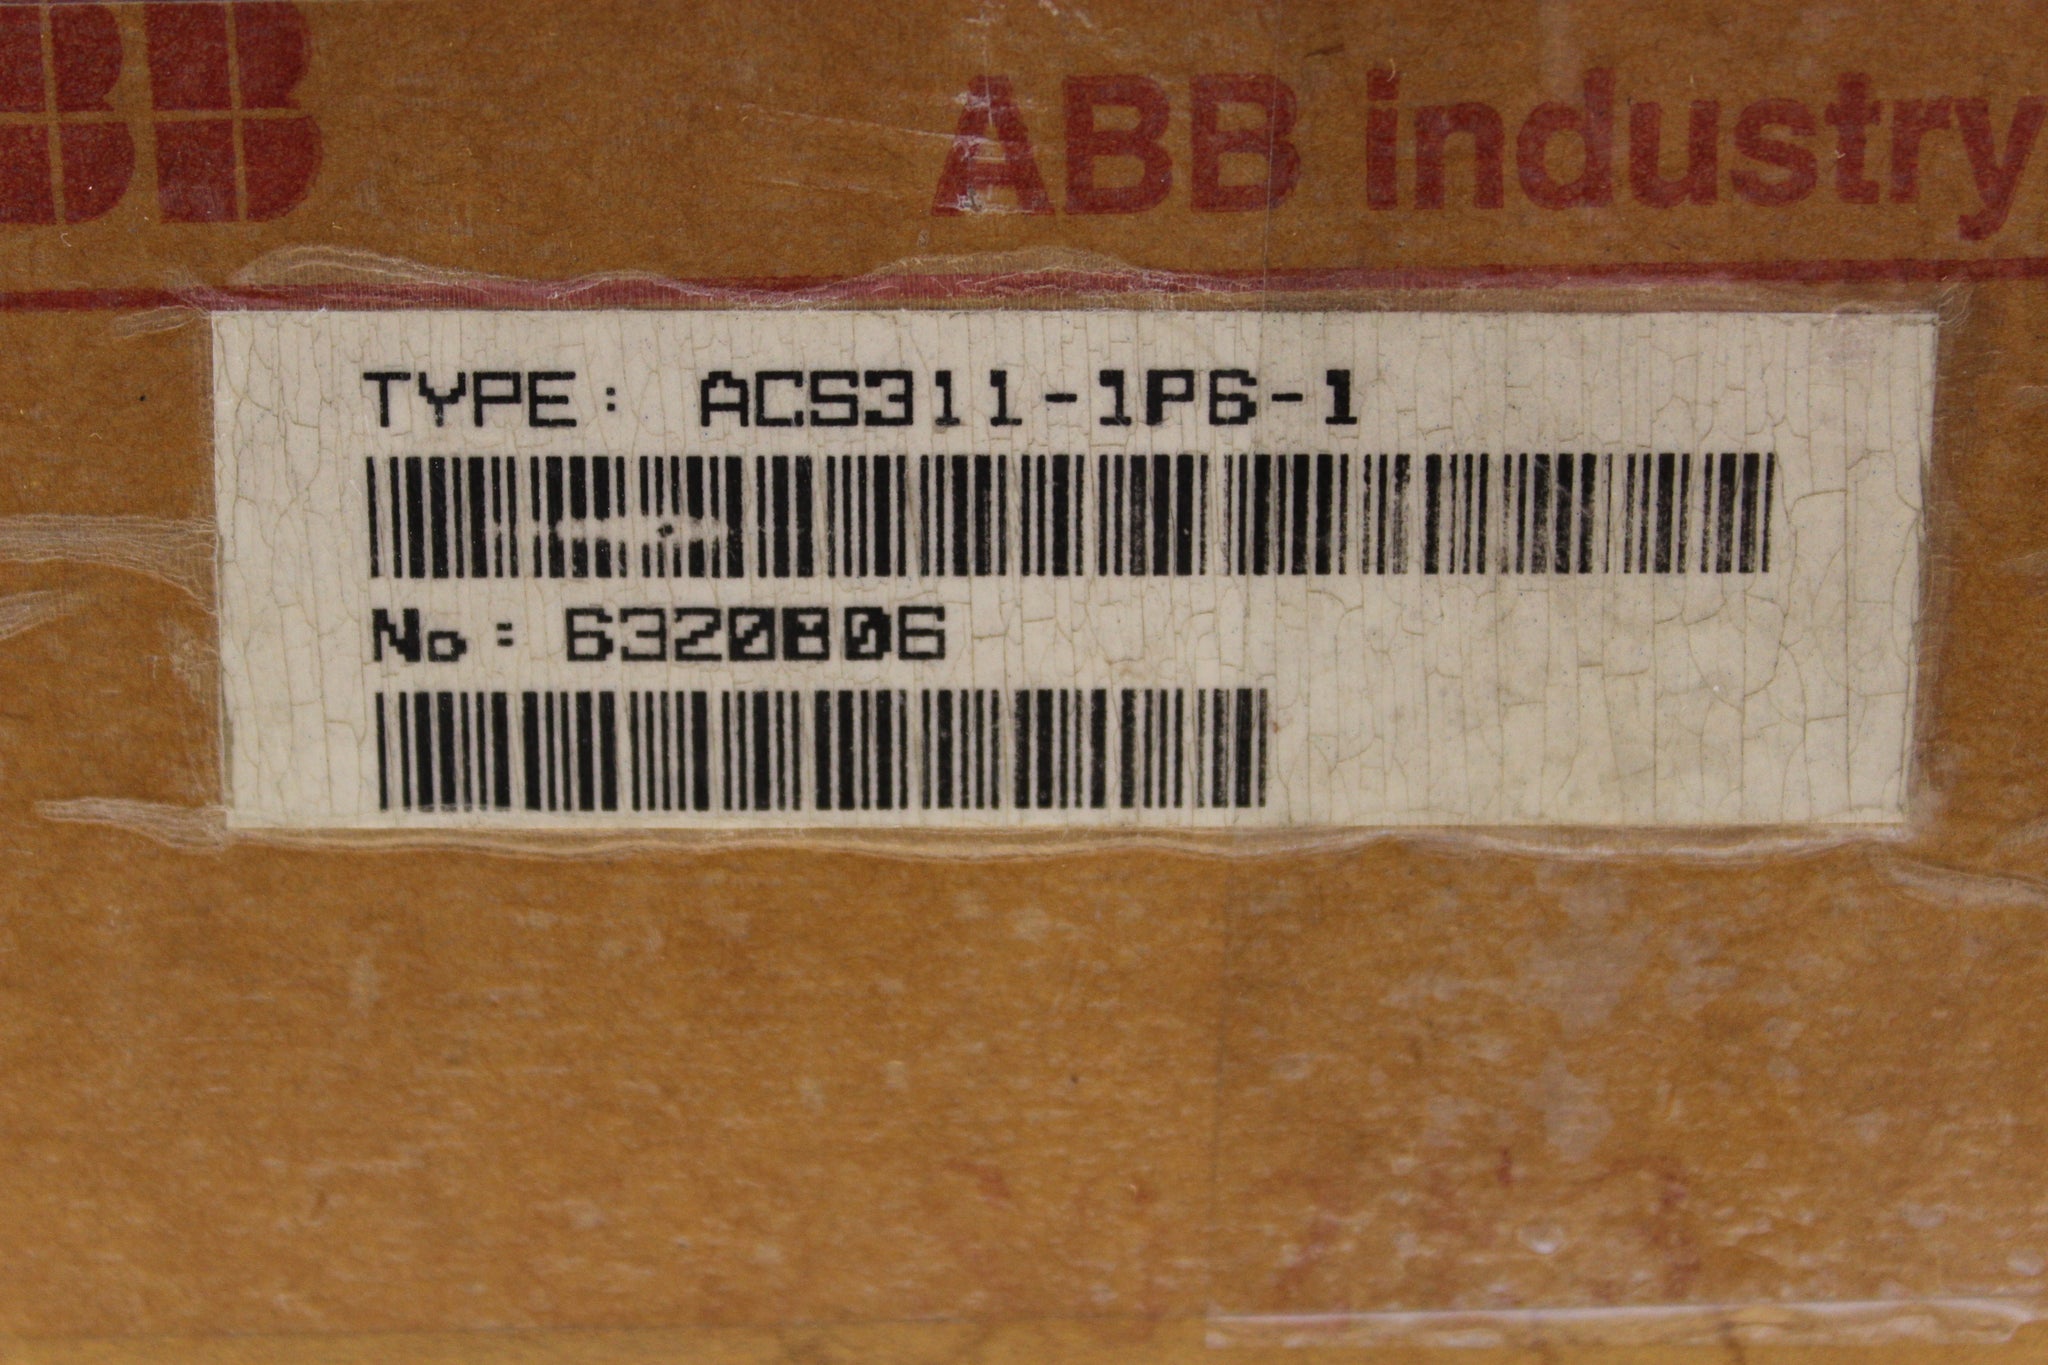 ABB ABB industry
TYPE: ACS311-1P6-1
No: 6320806